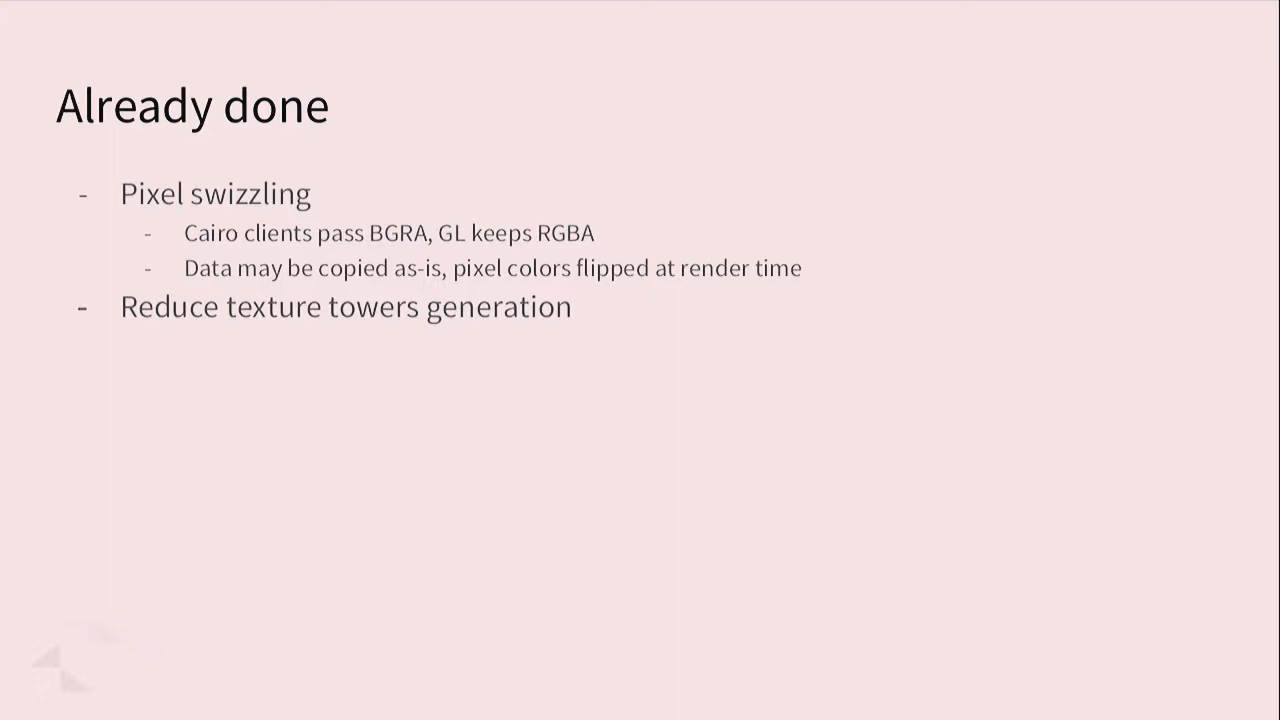 Already done
- Pixel swizzling
- Cairo clients pass BGRA, GL keeps RGBA
- Data may be copied as-is, pixel colors flipped at render time
- Reduce texture towers generation